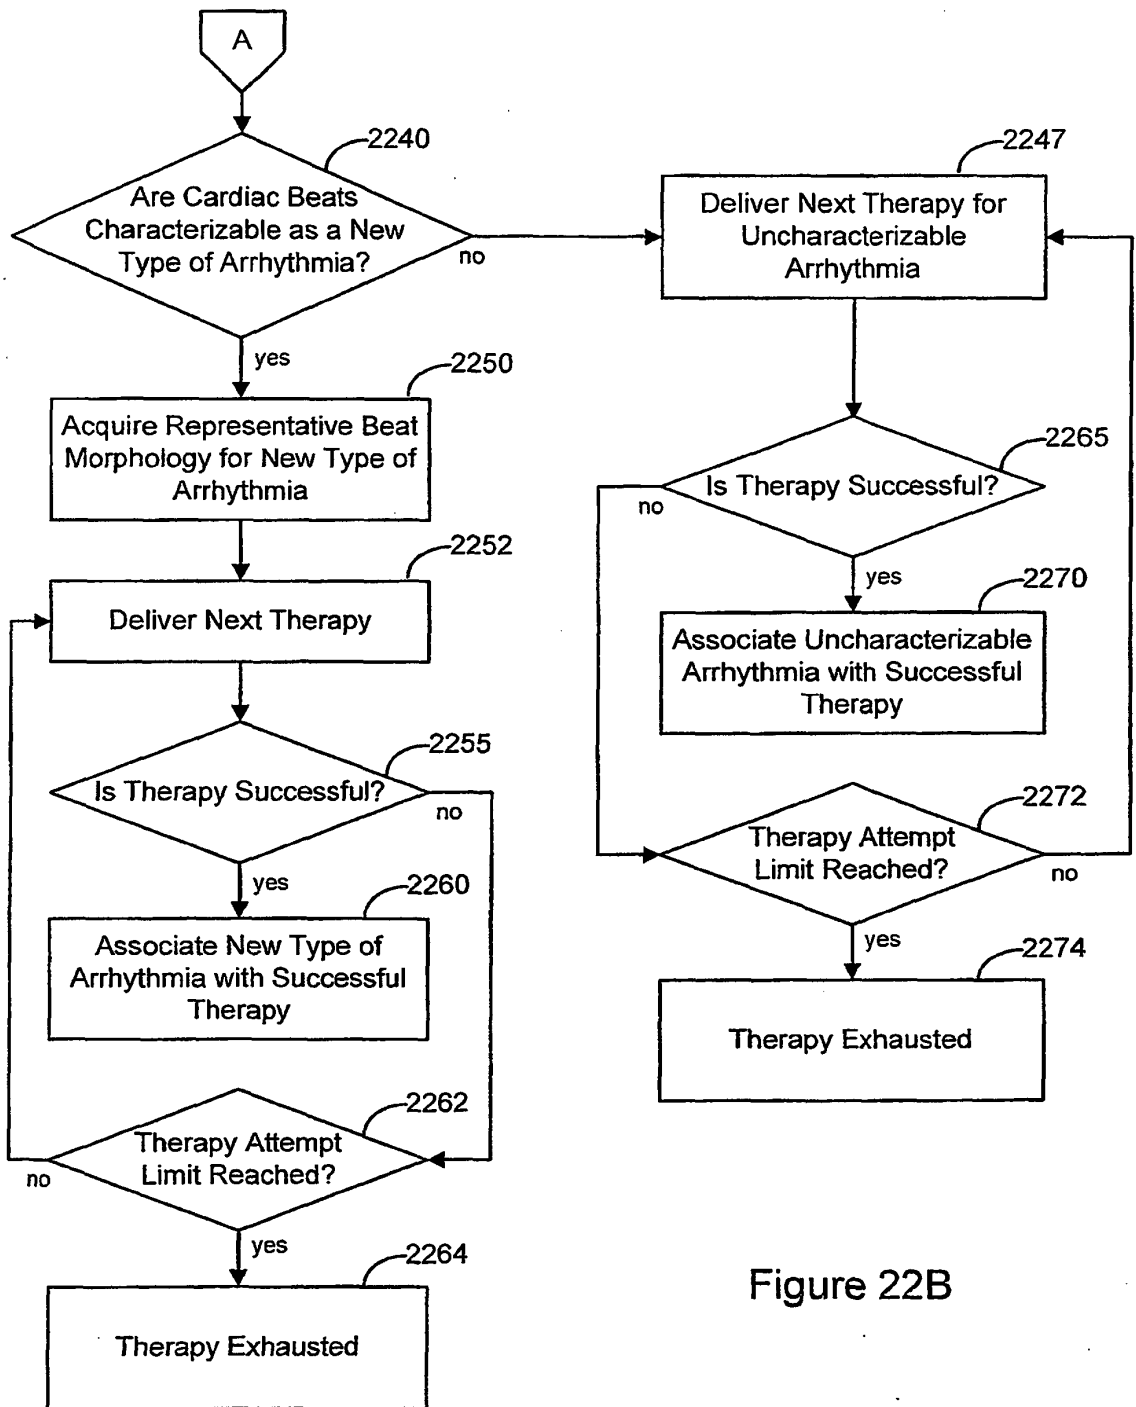 A
2240
Are Cardiac Beats
Characterizable as a New
Type of Arrhythmia?
no
yes
2250
Acquire Representative Beat
Morphology for New Type of
Arrhythmia
2252
Deliver Next Therapy
2255
Is Therapy Successful?
no
yes
2260
Associate New Type of
Arrhythmia with Successful
Therapy
2262
Therapy Attempt
Limit Reached?
no
yes
2264
Therapy Exhausted
2247
Deliver Next Therapy for
Uncharacterizable
Arrhythmia
2265
Is Therapy Successful?
no
yes
2270
Associate Uncharacterizable
Arrhythmia with Successful
Therapy
2272
Therapy Attempt
Limit Reached?
no
yes
2274
Therapy Exhausted
Figure 22B